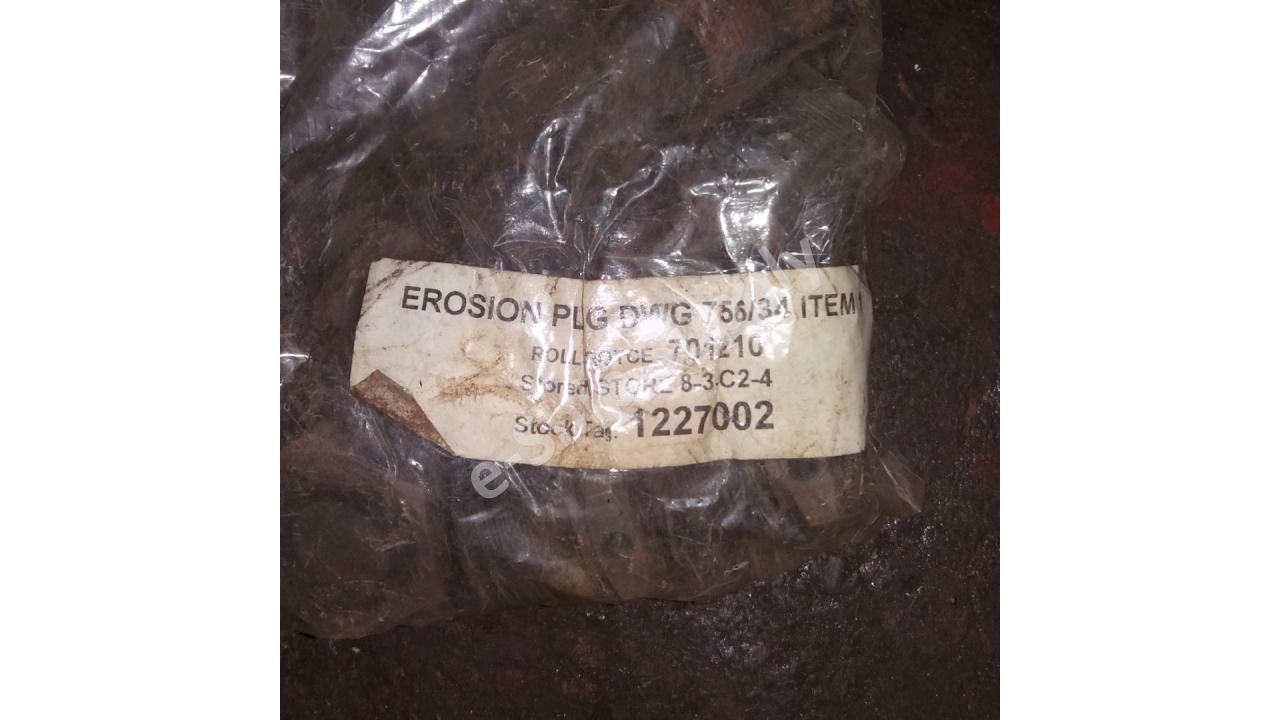 EROSION PLG DWG 756/34 ITEM 1
ROLLROYCE 701210
Stored STORE 8-3-C2-4
Stock Tag: 1227002